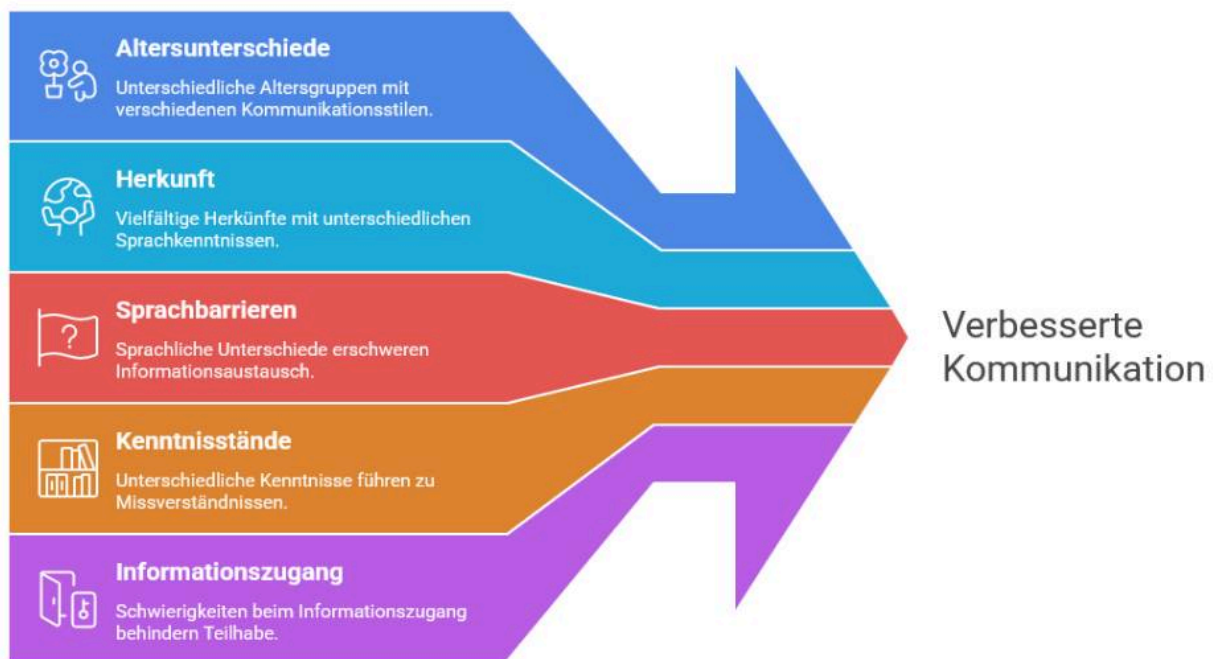 Altersunterschiede
Unterschiedliche Altersgruppen mit
verschiedenen Kommunikationsstilen.
Herkunft
Vielfältige Herkünfte mit unterschiedlichen
Sprachkenntnissen.
Sprachbarrieren
?
Sprachliche Unterschiede erschweren
Informationsaustausch.
Kenntnisstände
Unterschiedliche Kenntnisse führen zu
Missverständnissen.
Informationszugang
Schwierigkeiten beim Informationszugang
behindern Teilhabe.
Verbesserte
Kommunikation